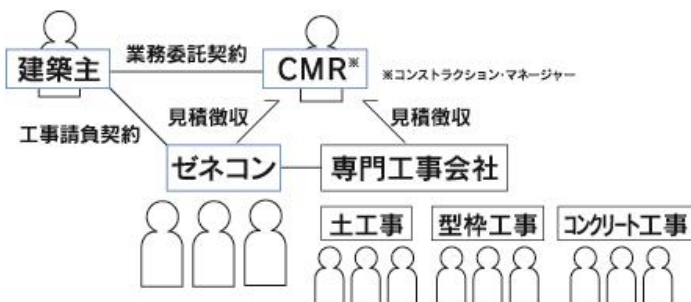 業務委託契約
建築主
CMR※
※コンストラクション・マネージャー
見積徴収
見積徴収
工事請負契約
ゼネコン
専門工事会社
土工事
型枠工事
コンクリート工事